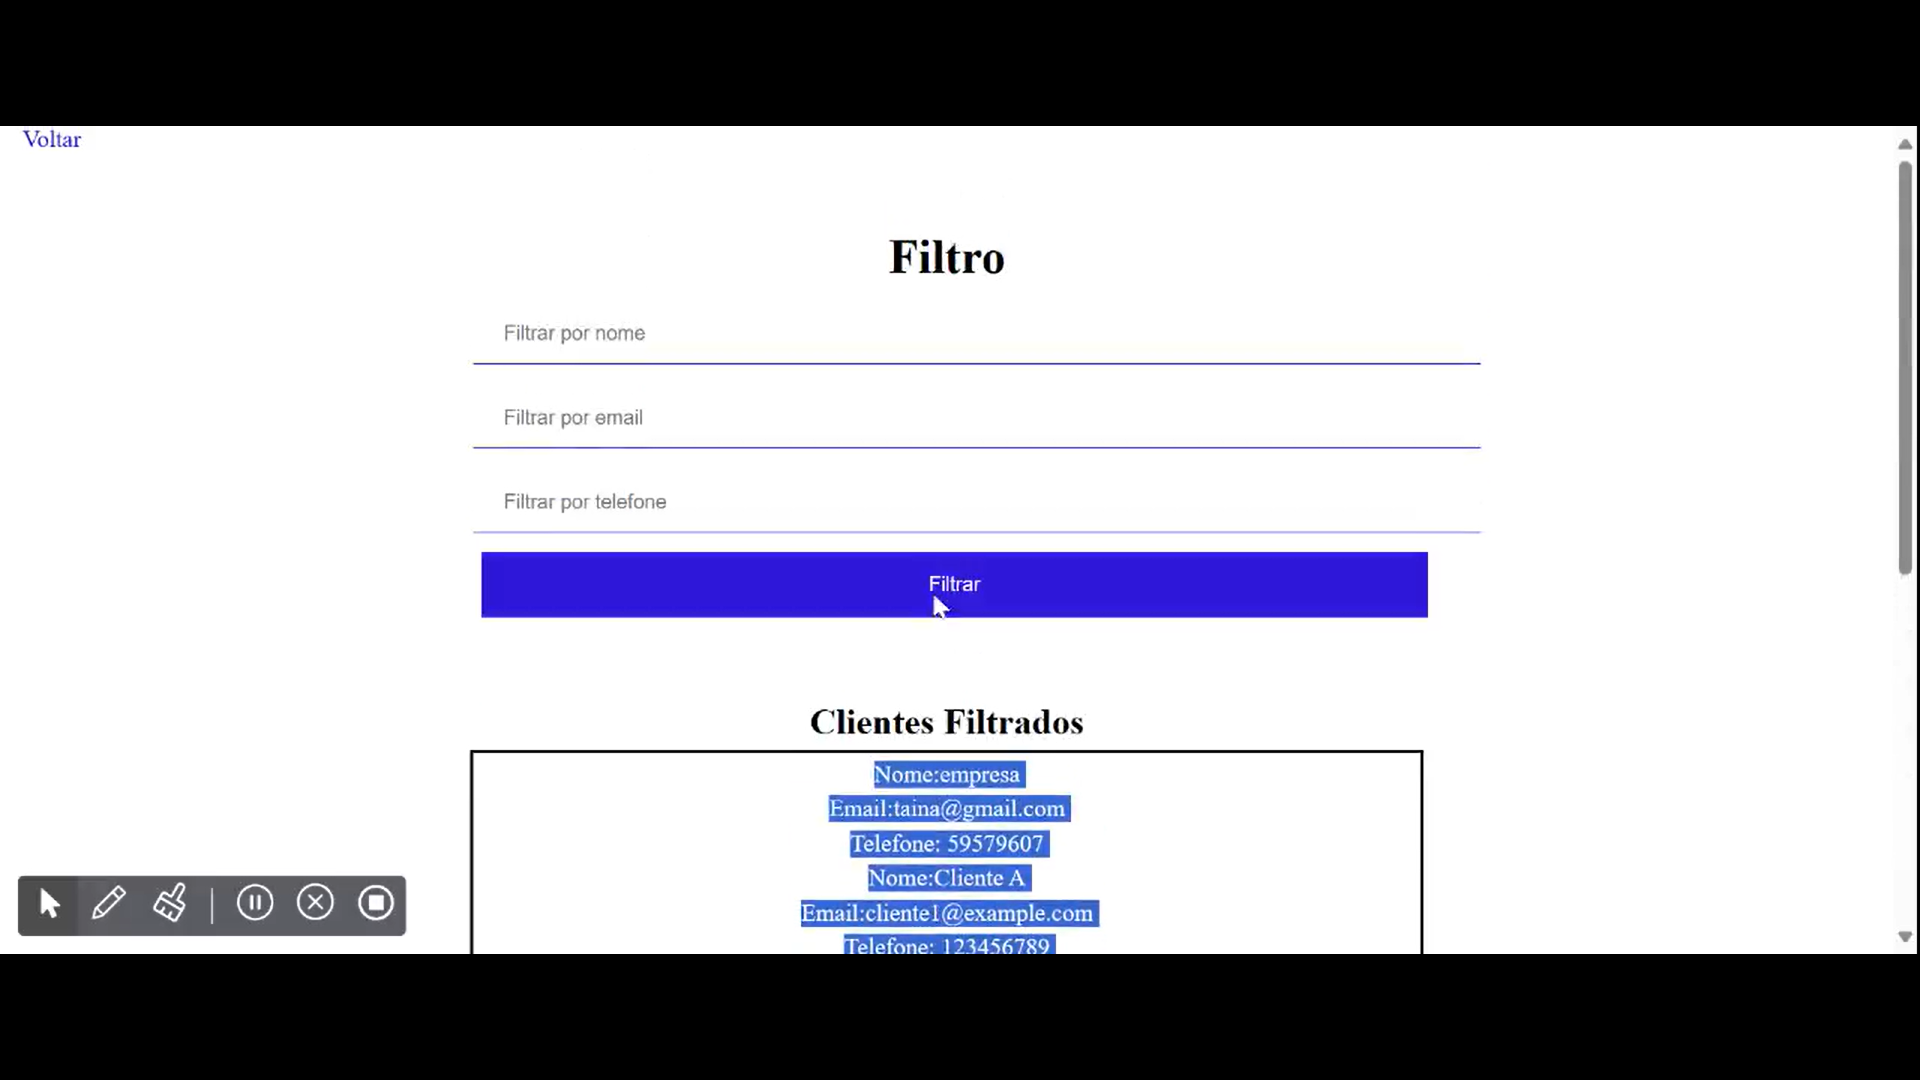 Voltar
Filtro
Filtrar por nome
Filtrar por email
Filtrar por telefone
Filtrar
Clientes Filtrados
Nome:empresa
Email:taina@gmail.com
Telefone: 59579607
Nome:Cliente A
Email:cliente1@example.com
Telefone: 123456789